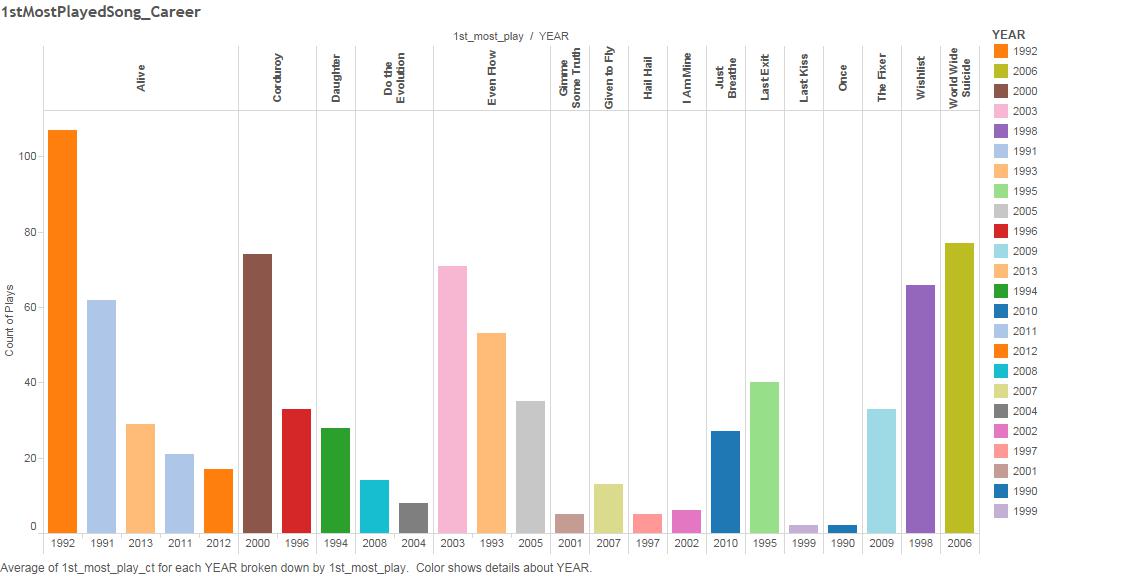 1stMostPlayedSong_Career
1st_most_play / YEAR
Alive
Corduroy
Daughter
Do the
Evolution
Even Flow
Gimme
Some Truth
Given to Fly
Hail Hail
I Am Mine
Just
Breathe
Last Exit
Last Kiss
Once
The Fixer
Wishlist
World Wide
Suicide
Count of Plays
100
80
60
40
20
0
1992 1991 2013 2011 2012 2000 1996 1994 2008 2004 2003 1993 2005 2001 2007 1997 2002 2010 1995 1999 1990 2009 1998 2006
YEAR
1992
2006
2000
2003
1998
1991
1993
1995
2005
1996
2009
2013
1994
2010
2011
2012
2008
2007
2004
2002
1997
2001
1990
1999
Average of 1st_most_play_ct for each YEAR broken down by 1st_most_play. Color shows details about YEAR.